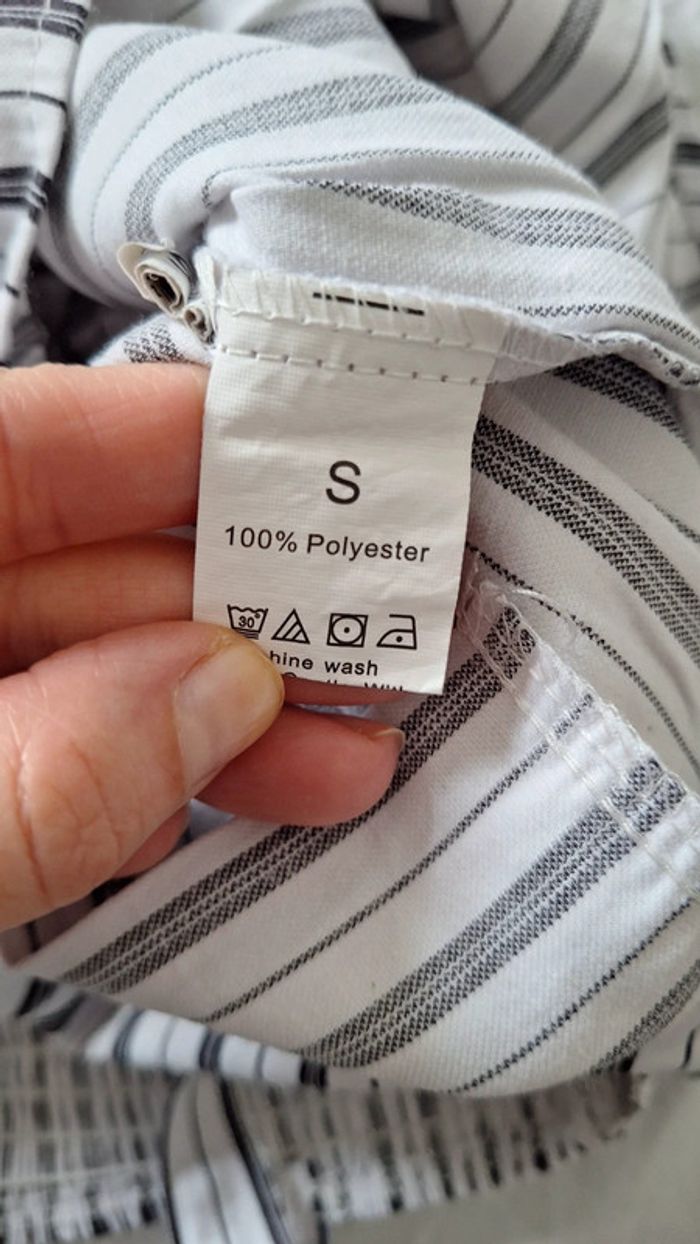 S
100% Polyester
30°
hine wash